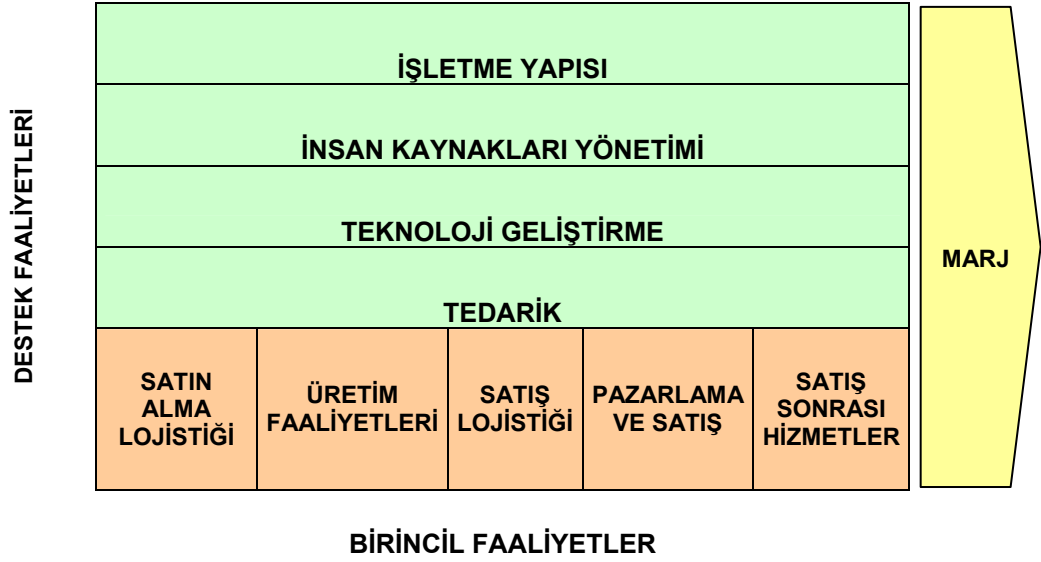 DESTEK FAALİYETLERİ
İŞLETME YAPISI
İNSAN KAYNAKLARI YÖNETİMİ
TEKNOLOJİ GELİŞTİRME
TEDARİK
MARJ
SATIN
ALMA
LOJİSTİĞİ
ÜRETİM
FAALİYETLERİ
SATIŞ
LOJİSTİĞİ
PAZARLAMA
VE SATIŞ
SATIŞ
SONRASI
HİZMETLER
BİRİNCİL FAALİYETLER